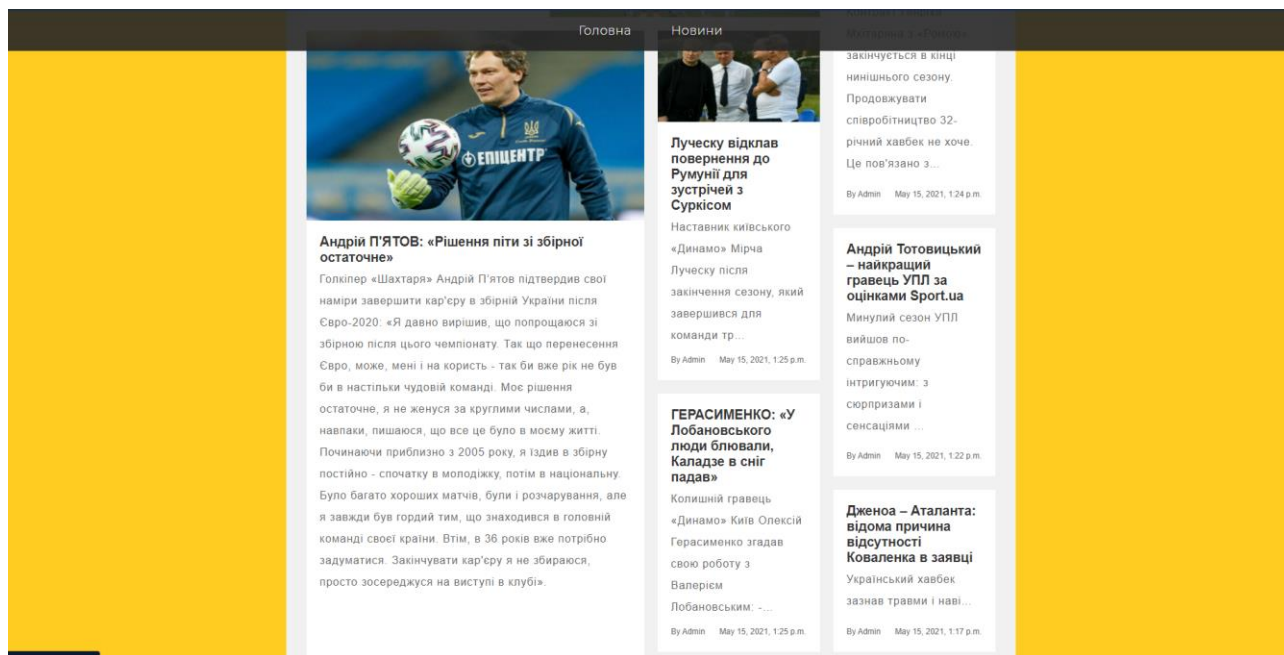 Головна
Новини
ЕПІЦЕНТР
Андрій П'ЯТОВ: «Рішення піти зі збірної
остаточне»
Голкіпер «Шахтаря» Андрій П'ятов підтвердив свої
наміри завершити кар'єру в збірній України після
Євро-2020: «Я давно вирішив, що попрощаюся зі
збірною після цього чемпіонату. Так що перенесення
Євро, може, мені і на користь - так би вже рік не був
би в настільки чудовій команді. Моє рішення
остаточне, я не женуся за круглими числами, а,
навпаки, пишаюся, що все це було в моєму житті.
Починаючи приблизно з 2005 року, я їздив в збірну
постійно - спочатку в молодіжку, потім в національну.
Було багато хороших матчів, були і розчарування, але
я завжди був гордий тим, що знаходився в головній
команді своєї країни. Втім, в 36 років вже потрібно
задуматися. Закінчувати кар'єру я не збираюся,
просто зосереджуся на виступі в клубі».
Луческу відклав
повернення до
Румунії для
зустрічей з
Суркісом
Наставник київського
«Динамо» Мірча
Луческу після
закінчення сезону, який
завершився для
команди тр...
By Admin May 15, 2021, 1:25 p.m.
ГЕРАСИМЕНКО: «У
Лобановського
люди блювали,
Каладзе в сніг
падав»
Колишній гравець
«Динамо» Київ Олексій
Герасименко згадав
свою роботу з
Валерієм
Лобановським: -...
By Admin May 15, 2021, 1:25 p.m.
закінчується в кінці
нинішнього сезону.
Продовжувати
співробітництво 32-
річний хавбек не хоче.
Це пов'язано з...
By Admin May 15, 2021, 1:24 p.m.
Андрій Тотовицький
– найкращий
гравець УПЛ за
оцінками Sport.ua
Минулий сезон УПЛ
вийшов по-
справжньому
інтригуючим: з
сюрпризами і
сенсаціями ...
By Admin May 15, 2021, 1:22 p.m.
Дженоа – Аталанта:
відома причина
відсутності
Коваленка в заявці
Український хавбек
зазнав травми і наві...
By Admin May 15, 2021, 1:17 p.m.